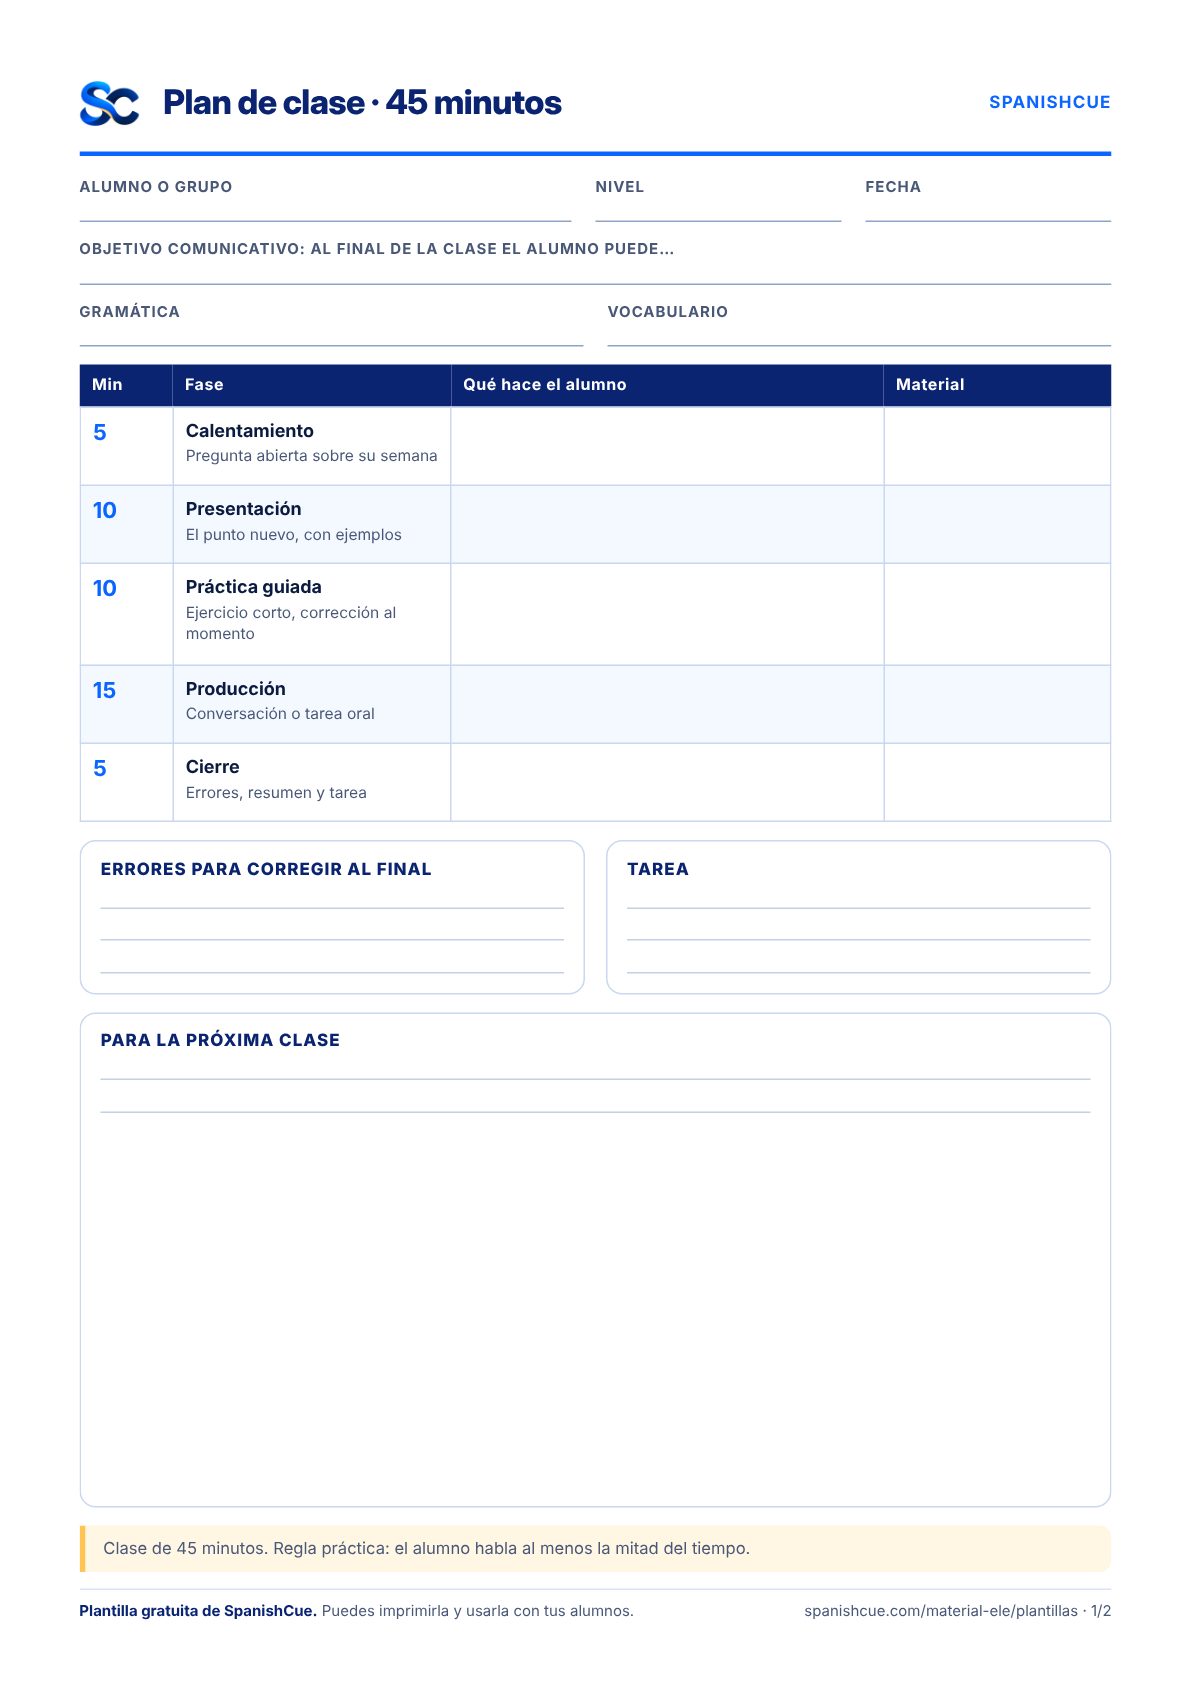 SC Plan de clase · 45 minutos SPANISHCUE
ALUMNO O GRUPO NIVEL FECHA
OBJETIVO COMUNICATIVO: AL FINAL DE LA CLASE EL ALUMNO PUEDE...
GRAMÁTICA VOCABULARIO
Min Fase Qué hace el alumno Material
5 Calentamiento
Pregunta abierta sobre su semana
10 Presentación
El punto nuevo, con ejemplos
10 Práctica guiada
Ejercicio corto, corrección al
momento
15 Producción
Conversación o tarea oral
5 Cierre
Errores, resumen y tarea
ERRORES PARA CORREGIR AL FINAL TAREA
PARA LA PRÓXIMA CLASE
Clase de 45 minutos. Regla práctica: el alumno habla al menos la mitad del tiempo.
Plantilla gratuita de SpanishCue. Puedes imprimirla y usarla con tus alumnos. spanishcue.com/material-ele/plantillas · 1/2